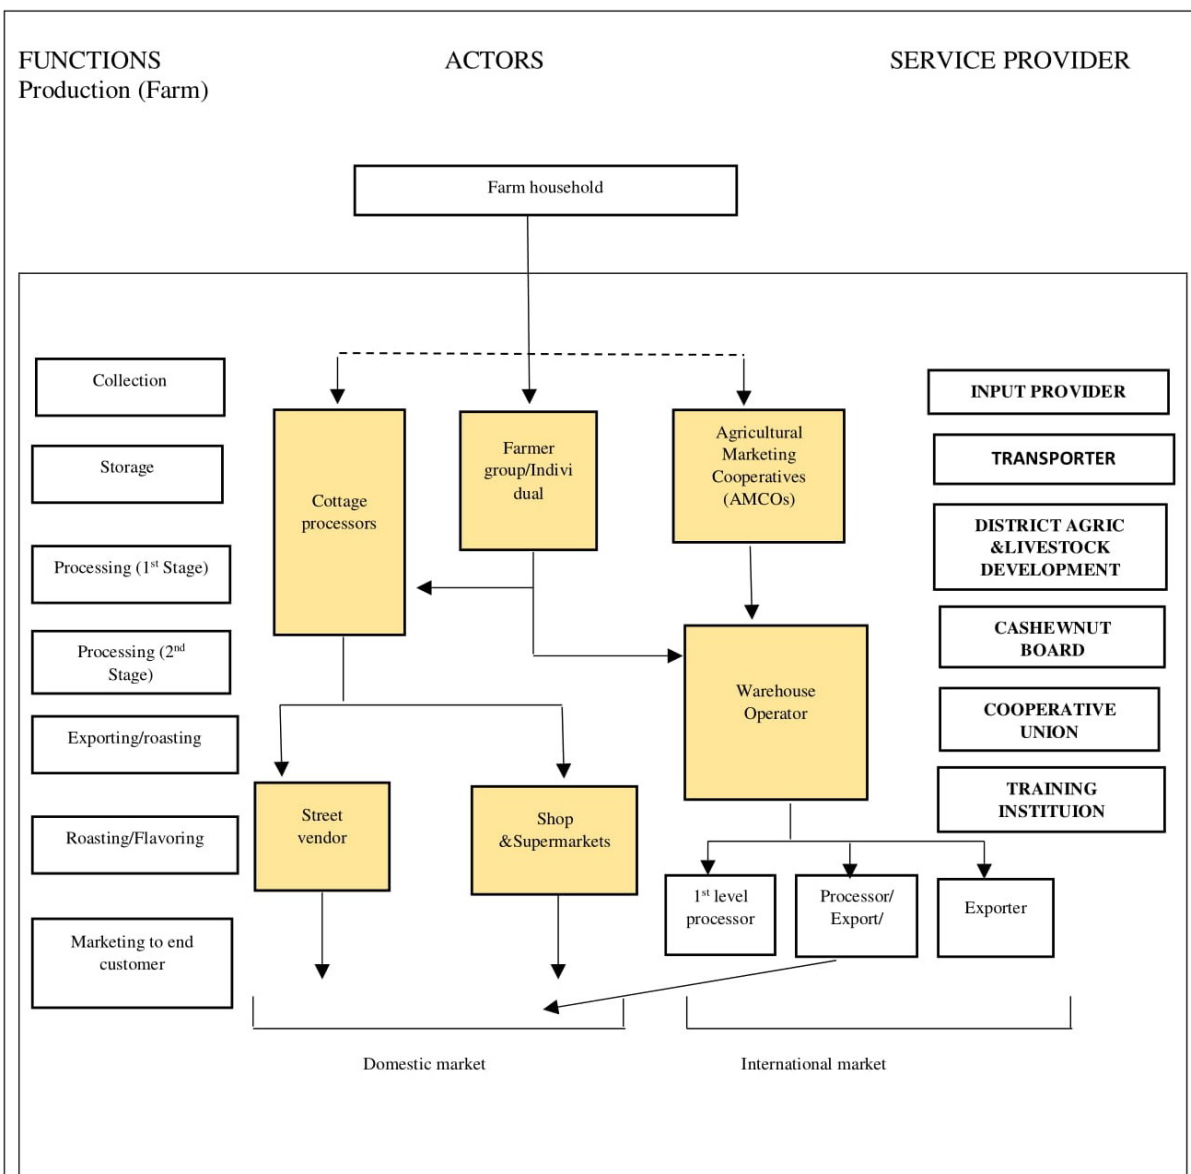 FUNCTIONS
Production (Farm)
ACTORS
SERVICE PROVIDER
Farm household
Collection
Storage
Processing (1st Stage)
Processing (2nd
Stage)
Exporting/roasting
Roasting/Flavoring
Marketing to end
customer
Cottage
processors
Farmer
group/Indivi
dual
Agricultural
Marketing
Cooperatives
(AMCOs)
Warehouse
Operator
Street
vendor
Shop
&Supermarkets
1st level
processor
Processor/
Export/
Exporter
INPUT PROVIDER
TRANSPORTER
DISTRICT AGRIC
&LIVESTOCK
DEVELOPMENT
CASHEWNUT
BOARD
COOPERATIVE
UNION
TRAINING
INSTITUION
Domestic market
International market